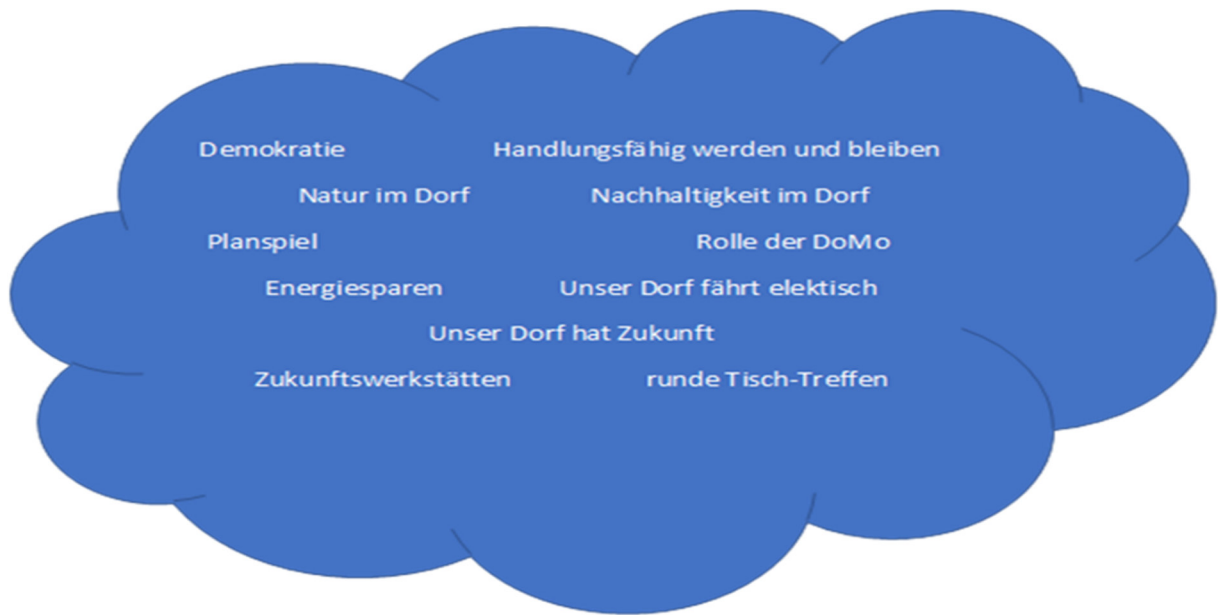 Demokratie Handlungsfähig werden und bleiben
Natur im Dorf Nachhaltigkeit im Dorf
Planspiel Rolle der DoMo
Energiesparen Unser Dorf fährt elektisch
Unser Dorf hat Zukunft
Zukunftswerkstätten runde Tisch-Treffen